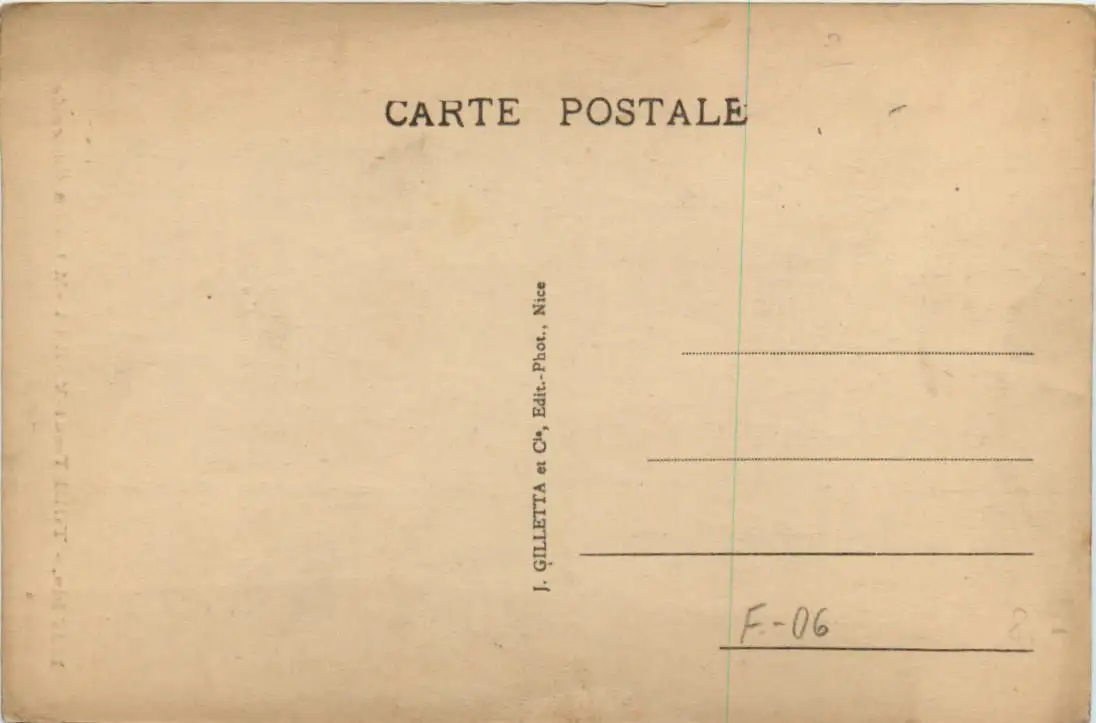 CARTE POSTALE
J. GILLETTA et Cie, Edit.-Phot., Nice
F.-06